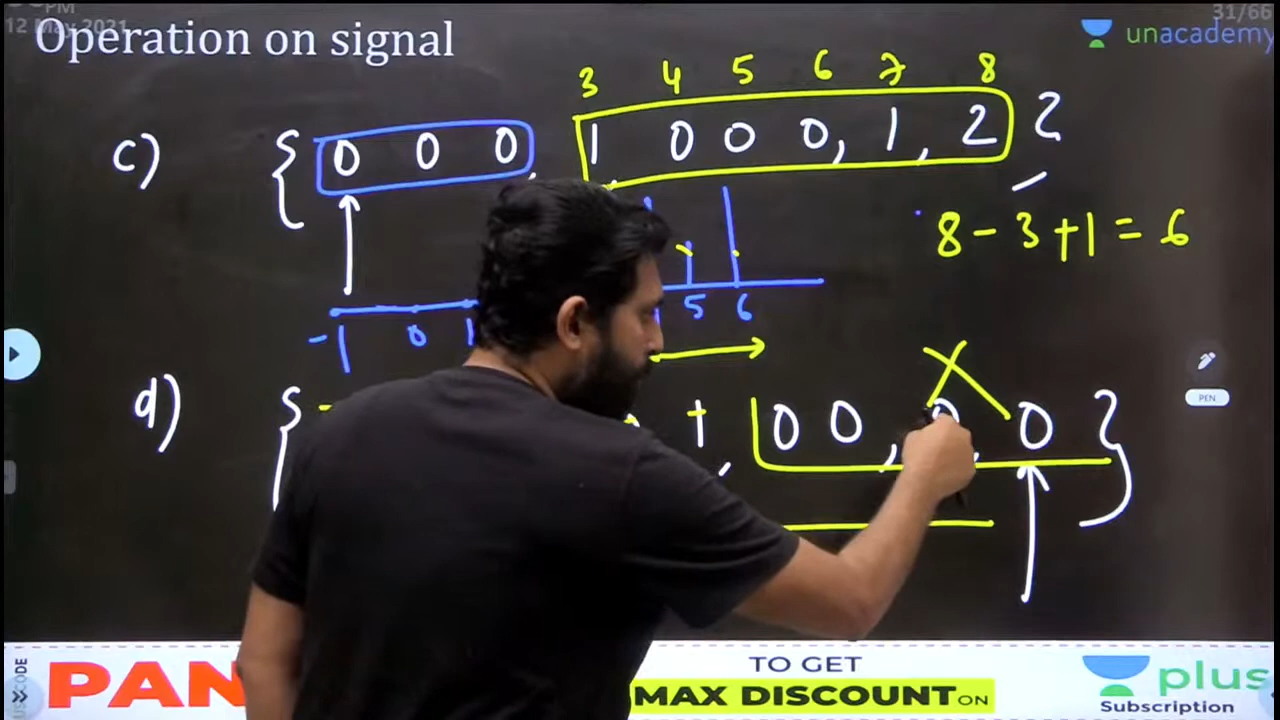 PM
12 May 2021
31/66
Operation on signal
unacademy
3 4 5 6 7 8
c) { 0 0 0, 1, 0 0 0, 1, 2 }
8 - 3 + 1 = 6
-1 0 1 5 6
d) { 1, 0 0, 0 }
PEN
CODE
PAN
TO GET
MAX DISCOUNT ON
plus
Subscription